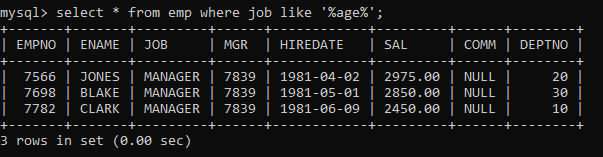 mysql> select * from emp where job like '%age%';
+-------+-------+---------+------+------------+---------+------+--------+
| EMPNO | ENAME | JOB     | MGR  | HIREDATE   | SAL     | COMM | DEPTNO |
+-------+-------+---------+------+------------+---------+------+--------+
|  7566 | JONES | MANAGER | 7839 | 1981-04-02 | 2975.00 | NULL |     20 |
|  7698 | BLAKE | MANAGER | 7839 | 1981-05-01 | 2850.00 | NULL |     30 |
|  7782 | CLARK | MANAGER | 7839 | 1981-06-09 | 2450.00 | NULL |     10 |
+-------+-------+---------+------+------------+---------+------+--------+
3 rows in set (0.00 sec)